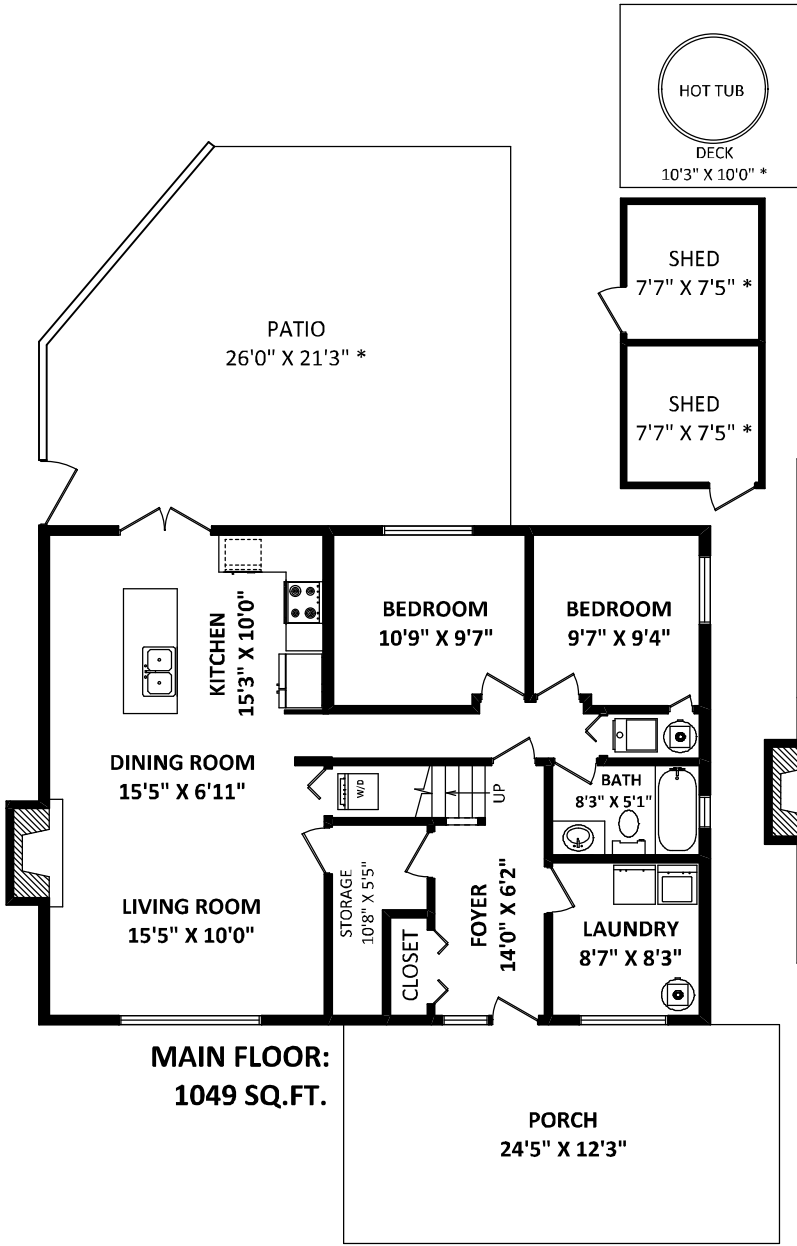 HOT TUB
DECK
10'3" X 10'0" *
SHED
7'7" X 7'5" *
PATIO
26'0" X 21'3" *
SHED
7'7" X 7'5" *
KITCHEN
15'3" X 10'0"
BEDROOM
10'9" X 9'7"
BEDROOM
9'7" X 9'4"
DINING ROOM
15'5" X 6'11"
W/D
UP
BATH
8'3" X 5'1"
LIVING ROOM
15'5" X 10'0"
STORAGE
10'8" X 5'5"
CLOSET
FOYER
14'0" X 6'2"
LAUNDRY
8'7" X 8'3"
MAIN FLOOR:
1049 SQ.FT.
PORCH
24'5" X 12'3"